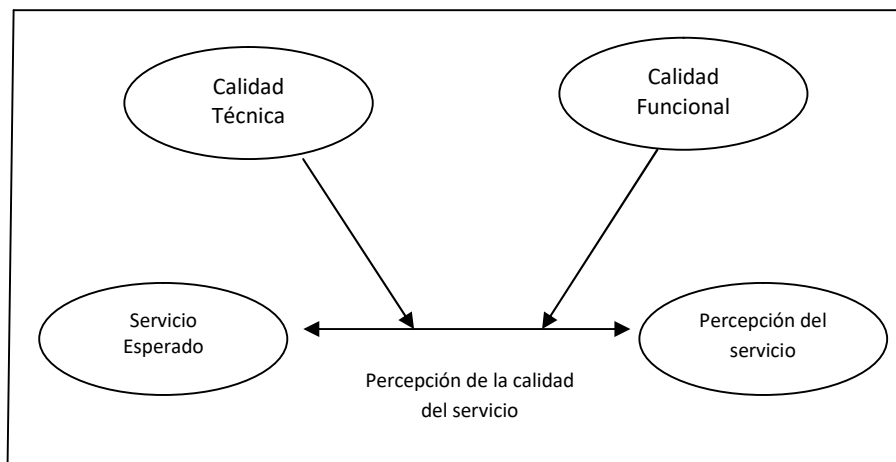 Calidad
Técnica
Calidad
Funcional
Servicio
Esperado
Percepción del
servicio
Percepción de la calidad
del servicio